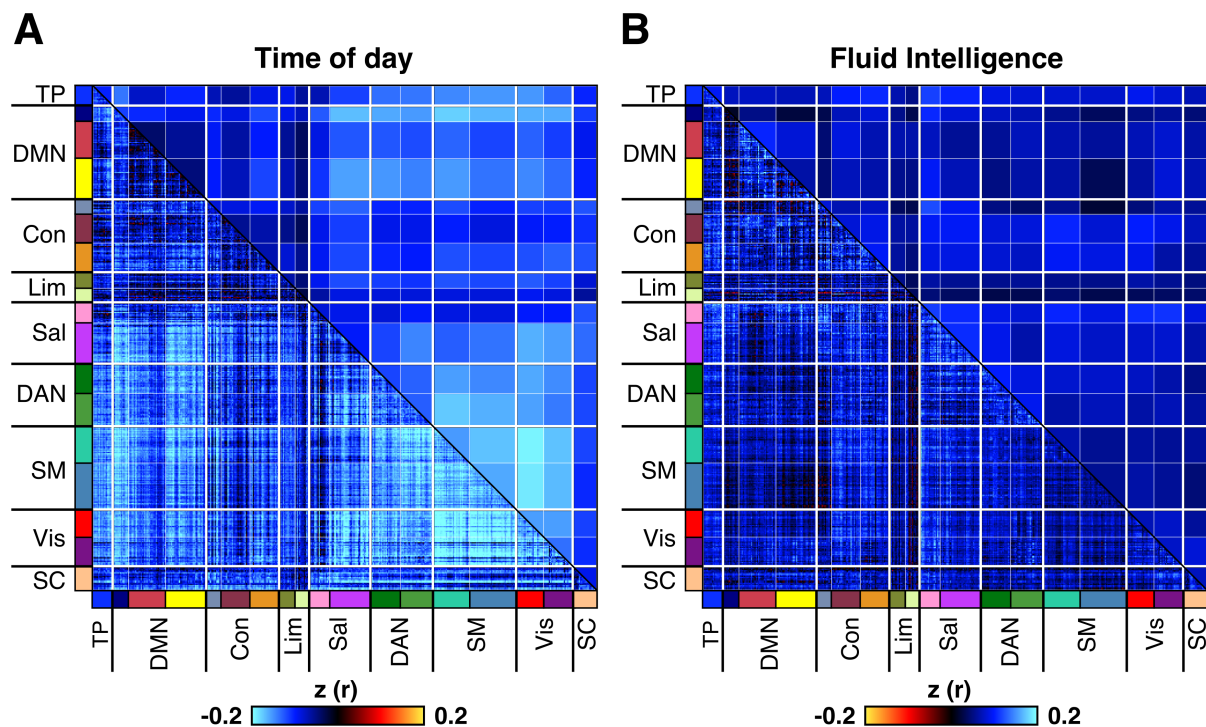 A
Time of day
TP
DMN
Con
Lim
Sal
DAN
SM
Vis
SC
TP
DMN
Con
Lim
Sal
DAN
SM
Vis
SC
z (r)
-0.2
0.2
B
Fluid Intelligence
TP
DMN
Con
Lim
Sal
DAN
SM
Vis
SC
TP
DMN
Con
Lim
Sal
DAN
SM
Vis
SC
z (r)
-0.2
0.2